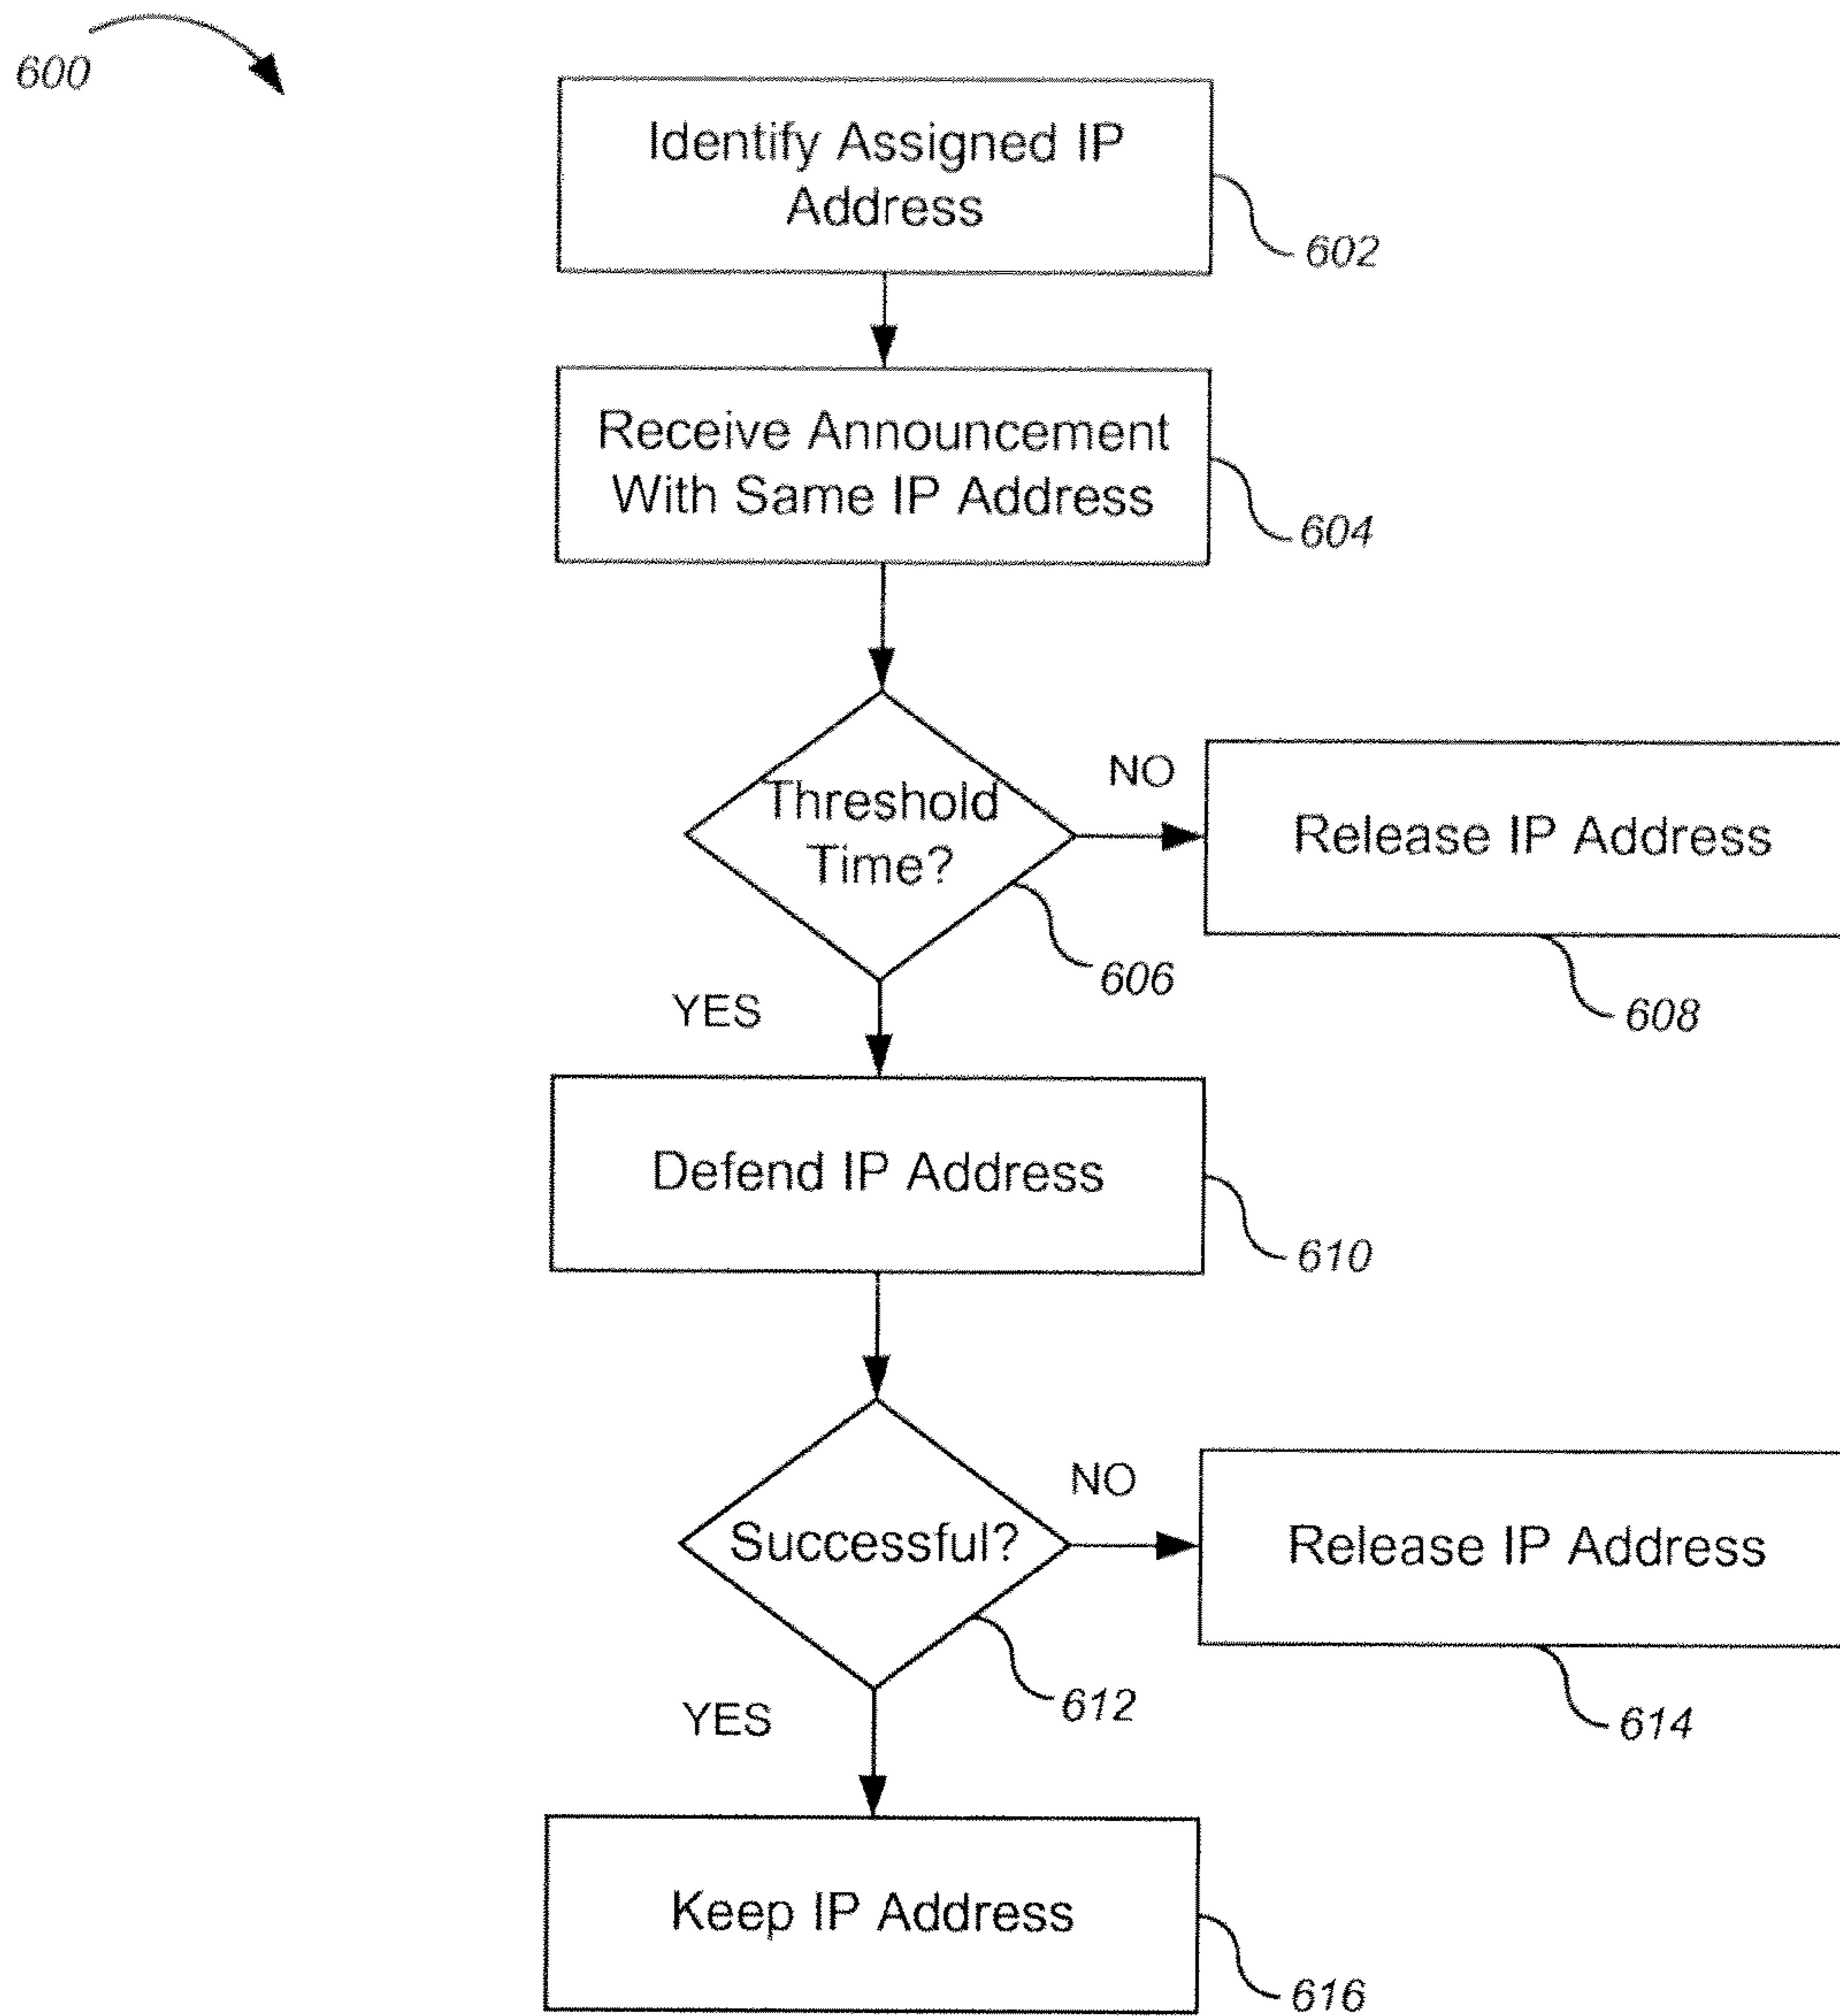 600
Identify Assigned IP
Address
602
Receive Announcement
With Same IP Address
604
Threshold
Time?
606
NO
Release IP Address
608
YES
Defend IP Address
610
Successful?
612
NO
Release IP Address
614
YES
Keep IP Address
616